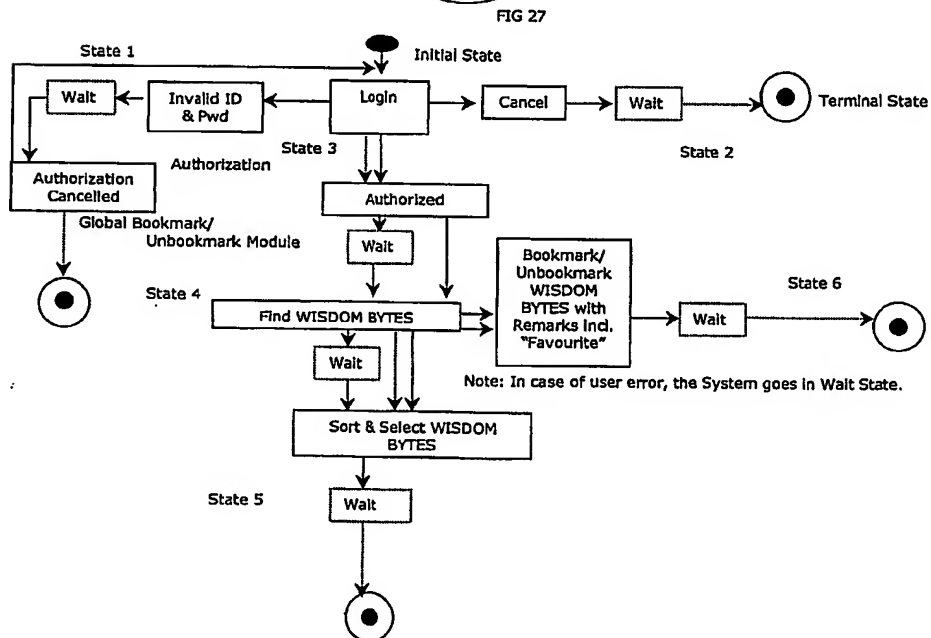 FIG 27
State 1
Initial State
Wait
Invalid ID
& Pwd
Login
Cancel
Wait
Terminal State
State 3
State 2
Authorization
Authorization
Cancelled
Authorized
Global Bookmark/
Unbookmark Module
Wait
Bookmark/
Unbookmark
WISDOM
BYTES with
Remarks incl.
"Favourite"
State 4
State 6
Find WISDOM BYTES
Wait
Wait
Note: In case of user error, the System goes in Wait State.
Sort & Select WISDOM
BYTES
State 5
Wait